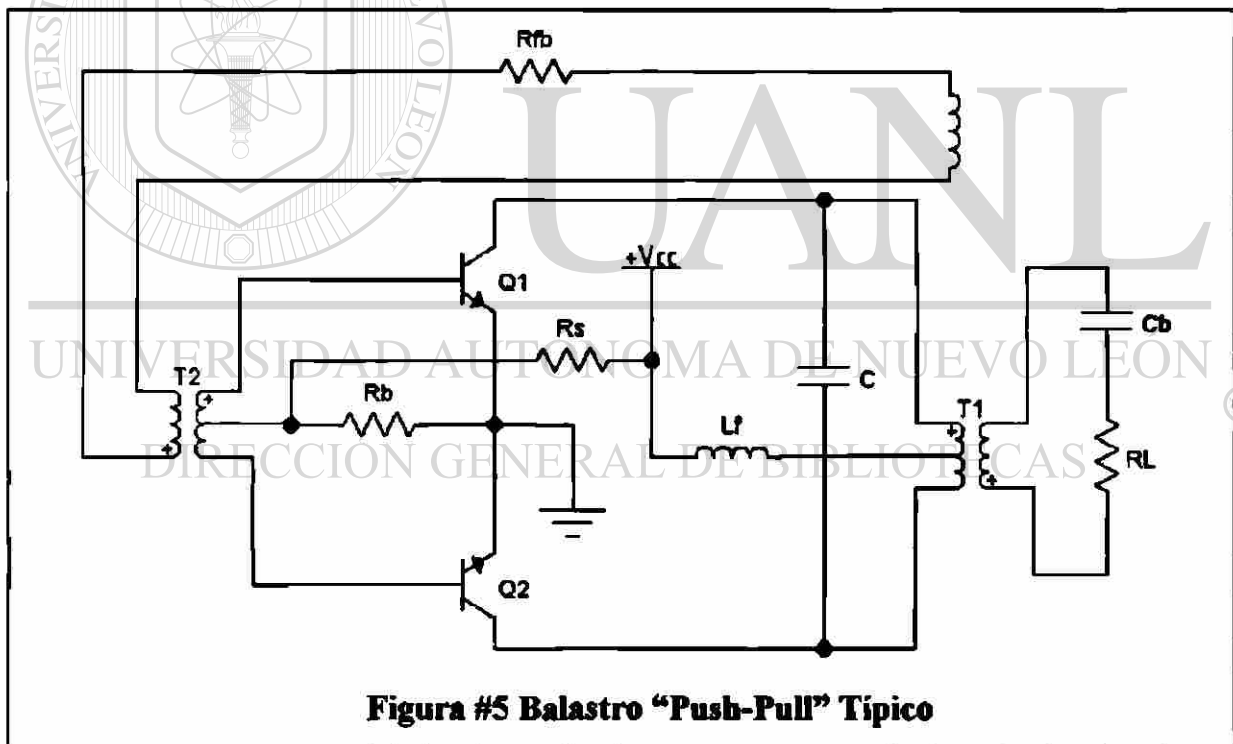 Rfb
UANL
+Vcc
Q1
Rs
Cb
UNIVERSIDAD AUTÓNOMA DE NUEVO LEÓN
®
T2
Rb
C
T1
Lf
RL
DIRECCIÓN GENERAL DE BIBLIOTECAS
Q2
Figura #5 Balastro “Push-Pull” Típico